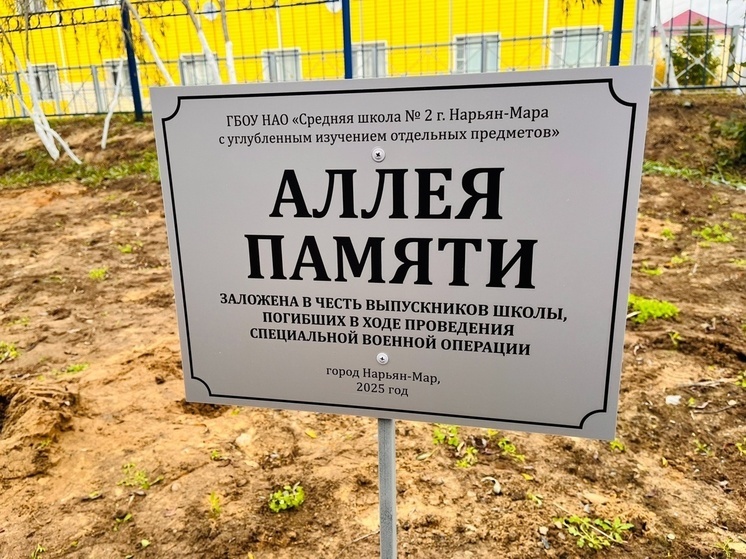 ГБОУ НАО «Средняя школа № 2 г. Нарьян-Мара
с углубленным изучением отдельных предметов»
АЛЛЕЯ
ПАМЯТИ
ЗАЛОЖЕНА В ЧЕСТЬ ВЫПУСКНИКОВ ШКОЛЫ,
ПОГИБШИХ В ХОДЕ ПРОВЕДЕНИЯ
СПЕЦИАЛЬНОЙ ВОЕННОЙ ОПЕРАЦИИ
город Нарьян-Мар,
2025 год